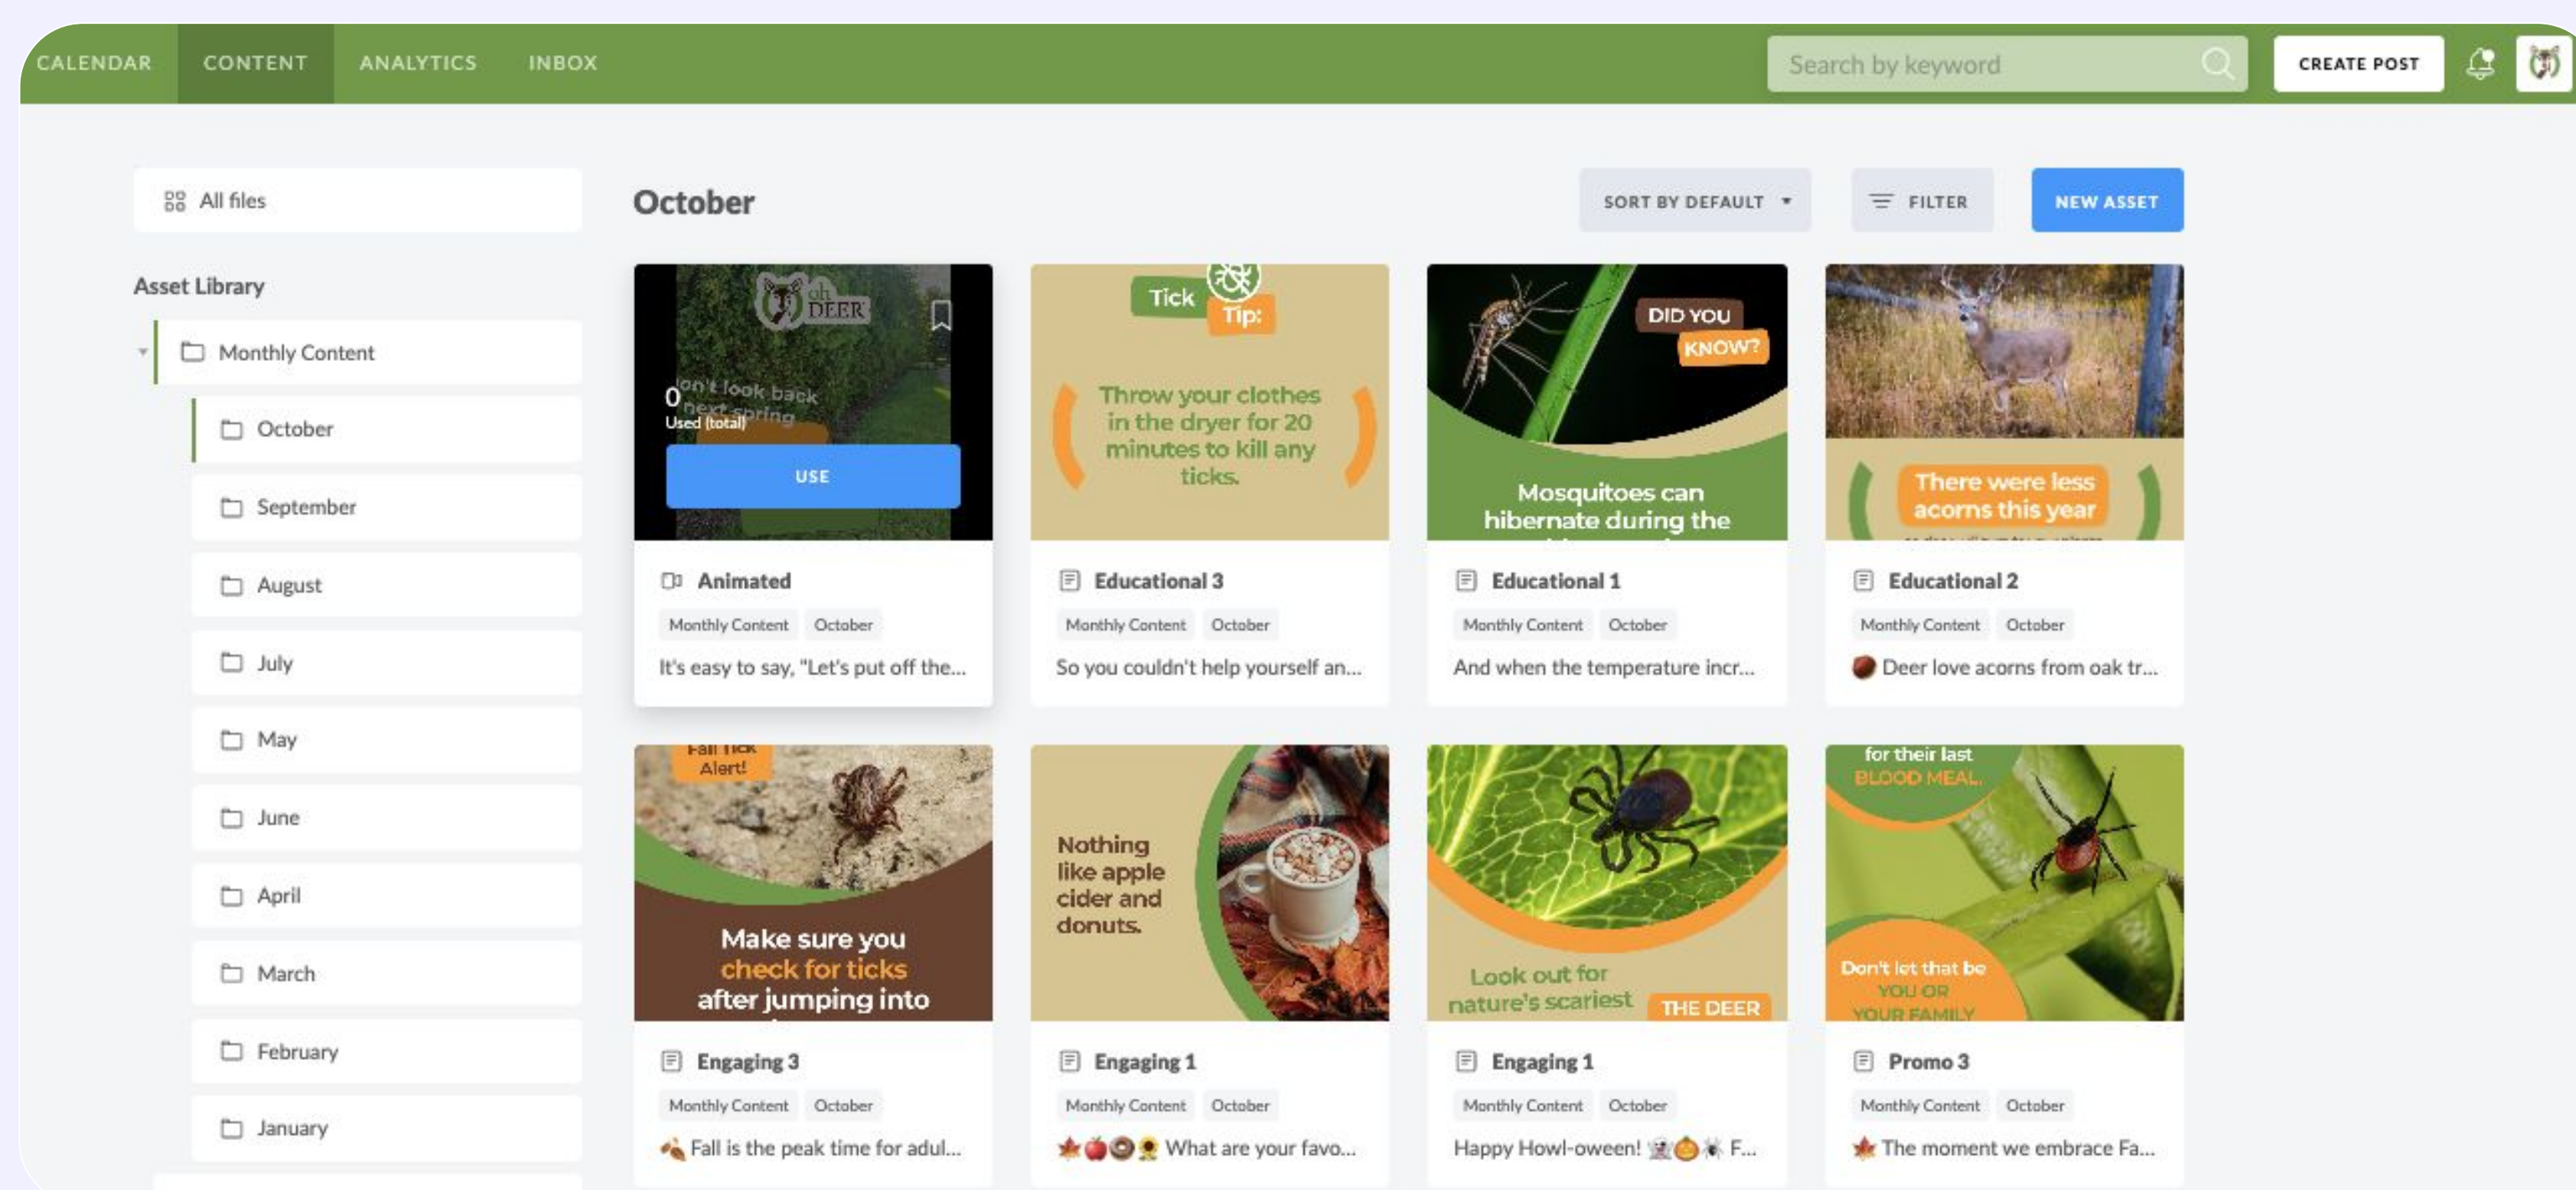 CALENDAR
CONTENT
ANALYTICS
INBOX
Search by keyword
CREATE POST
All files
Asset Library
Monthly Content
October
September
August
July
May
June
April
March
February
January
October
SORT BY DEFAULT
FILTER
NEW ASSET
oh
DEER
on't look back
next spring
0
Used (total)
USE
Animated
Monthly Content October
It's easy to say, "Let's put off the...
Tick
Tip:
Throw your clothes
in the dryer for 20
minutes to kill any
ticks.
Educational 3
Monthly Content October
So you couldn't help yourself an...
DID YOU
KNOW?
Mosquitoes can
hibernate during the
Educational 1
Monthly Content October
And when the temperature incr...
There were less
acorns this year
Educational 2
Monthly Content October
🌰 Deer love acorns from oak tr...
Fall Tick
Alert!
Make sure you
check for ticks
after jumping into
Engaging 3
Monthly Content October
🍂 Fall is the peak time for adul...
Nothing
like apple
cider and
donuts.
Engaging 1
Monthly Content October
🍁🍎🍩🌻 What are your favo...
Look out for
nature's scariest
THE DEER
Engaging 1
Monthly Content October
Happy Howl-oween! 👻🎃🕷 F...
for their last
BLOOD MEAL.
Don't let that be
YOU OR
YOUR FAMILY
Promo 3
Monthly Content October
🍁 The moment we embrace Fa...